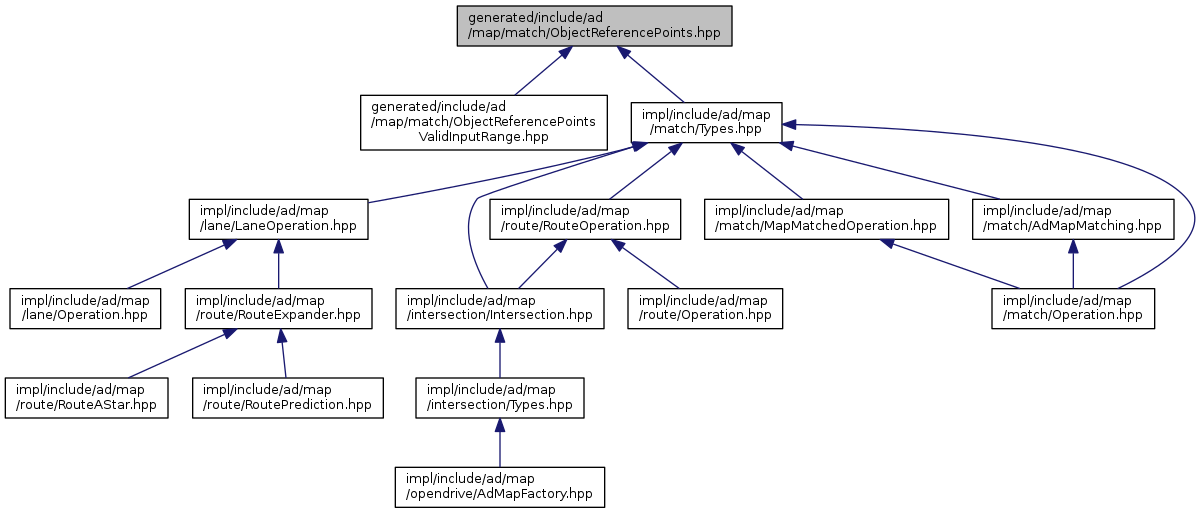 generated/include/ad
/map/match/ObjectReferencePoints.hpp
generated/include/ad
/map/match/ObjectReferencePoints
ValidInputRange.hpp
impl/include/ad/map
/match/Types.hpp
impl/include/ad/map
/lane/LaneOperation.hpp
impl/include/ad/map
/route/RouteOperation.hpp
impl/include/ad/map
/match/MapMatchedOperation.hpp
impl/include/ad/map
/match/AdMapMatching.hpp
impl/include/ad/map
/lane/Operation.hpp
impl/include/ad/map
/route/RouteExpander.hpp
impl/include/ad/map
/intersection/Intersection.hpp
impl/include/ad/map
/route/Operation.hpp
impl/include/ad/map
/match/Operation.hpp
impl/include/ad/map
/route/RouteAStar.hpp
impl/include/ad/map
/route/RoutePrediction.hpp
impl/include/ad/map
/intersection/Types.hpp
impl/include/ad/map
/opendrive/AdMapFactory.hpp